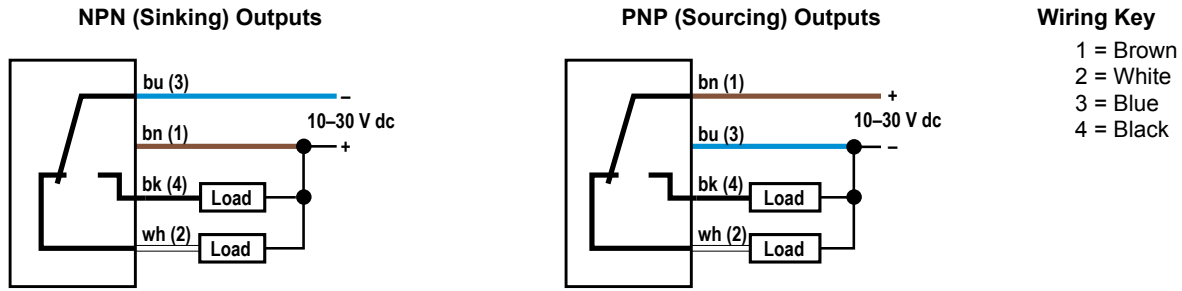 NPN (Sinking) Outputs
bu (3)
–
10–30 V dc
bn (1)
+
bk (4)
Load
wh (2)
Load
PNP (Sourcing) Outputs
bn (1)
+
10–30 V dc
bu (3)
–
bk (4)
Load
wh (2)
Load
Wiring Key
1 = Brown
2 = White
3 = Blue
4 = Black